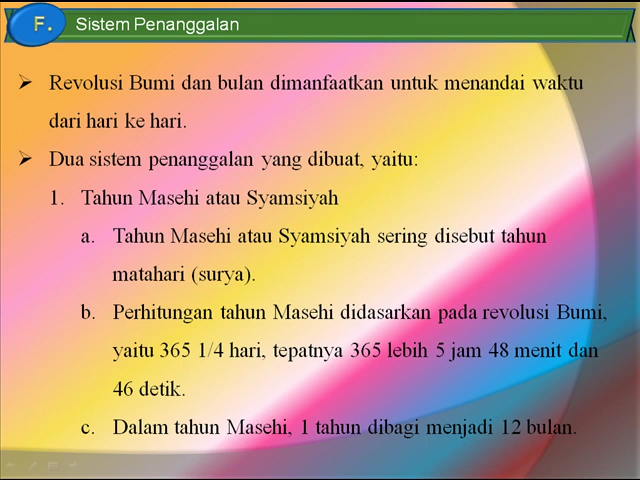 F. Sistem Penanggalan
➢ Revolusi Bumi dan bulan dimanfaatkan untuk menandai waktu
dari hari ke hari.
➢ Dua sistem penanggalan yang dibuat, yaitu:
1. Tahun Masehi atau Syamsiyah
a. Tahun Masehi atau Syamsiyah sering disebut tahun
matahari (surya).
b. Perhitungan tahun Masehi didasarkan pada revolusi Bumi,
yaitu 365 1/4 hari, tepatnya 365 lebih 5 jam 48 menit dan
46 detik.
c. Dalam tahun Masehi, 1 tahun dibagi menjadi 12 bulan.